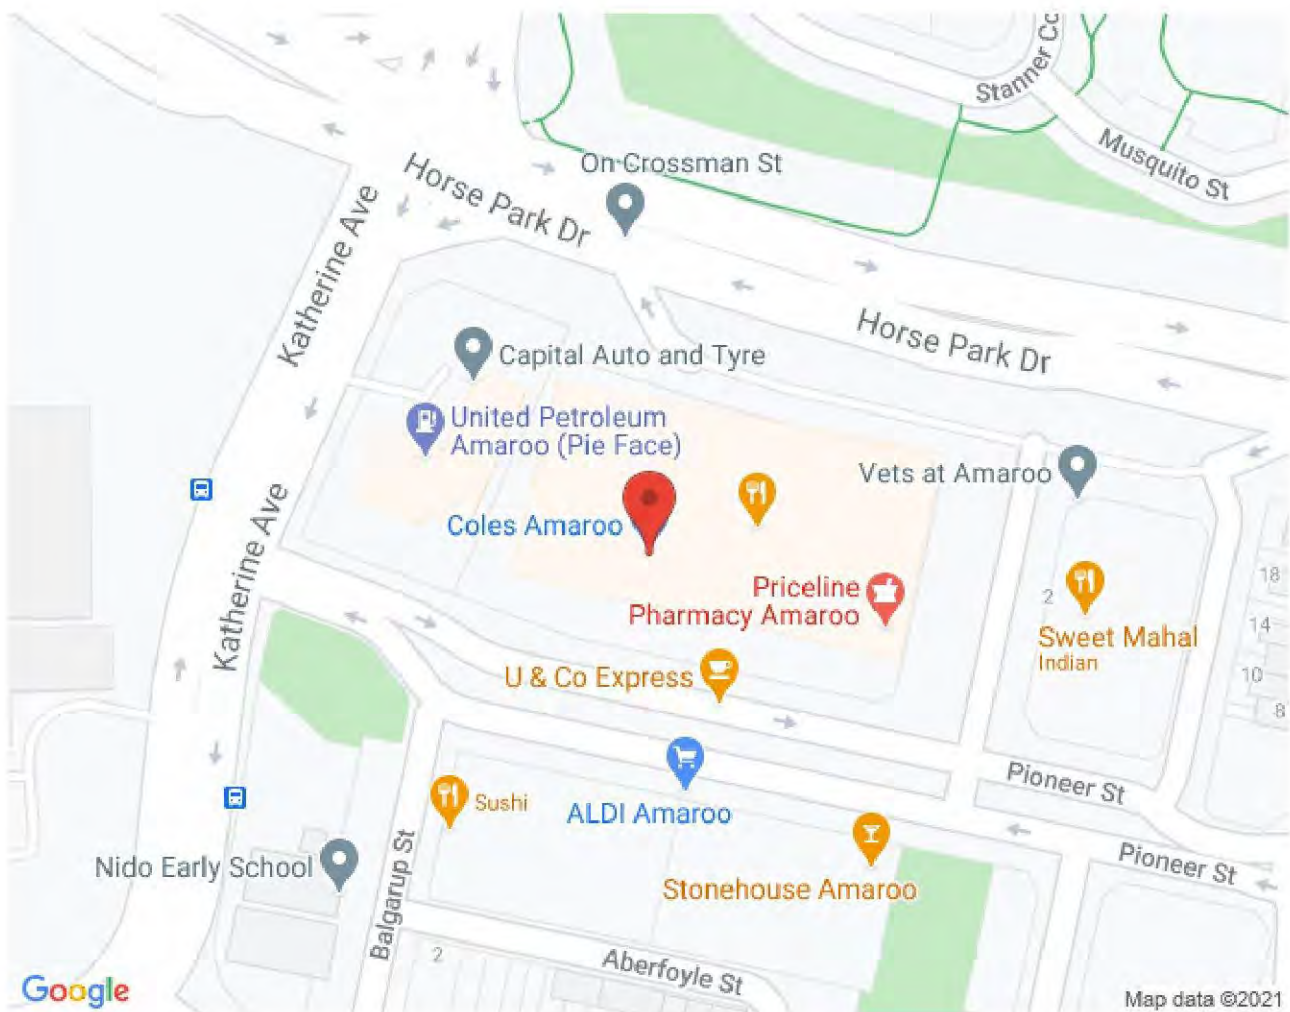 Stanner Co
Musquito St
On Crossman St
Horse Park Dr
Katherine Ave
Horse Park Dr
Capital Auto and Tyre
United Petroleum
Amaroo (Pie Face)
Vets at Amaroo
Coles Amaroo
Katherine Ave
Priceline
Pharmacy Amaroo
18
2
14
Sweet Mahal
Indian
10
8
U & Co Express
Pioneer St
Sushi
ALDI Amaroo
Pioneer St
Nido Early School
Stonehouse Amaroo
Balgarup St
2
Aberfoyle St
Google
Map data ©2021